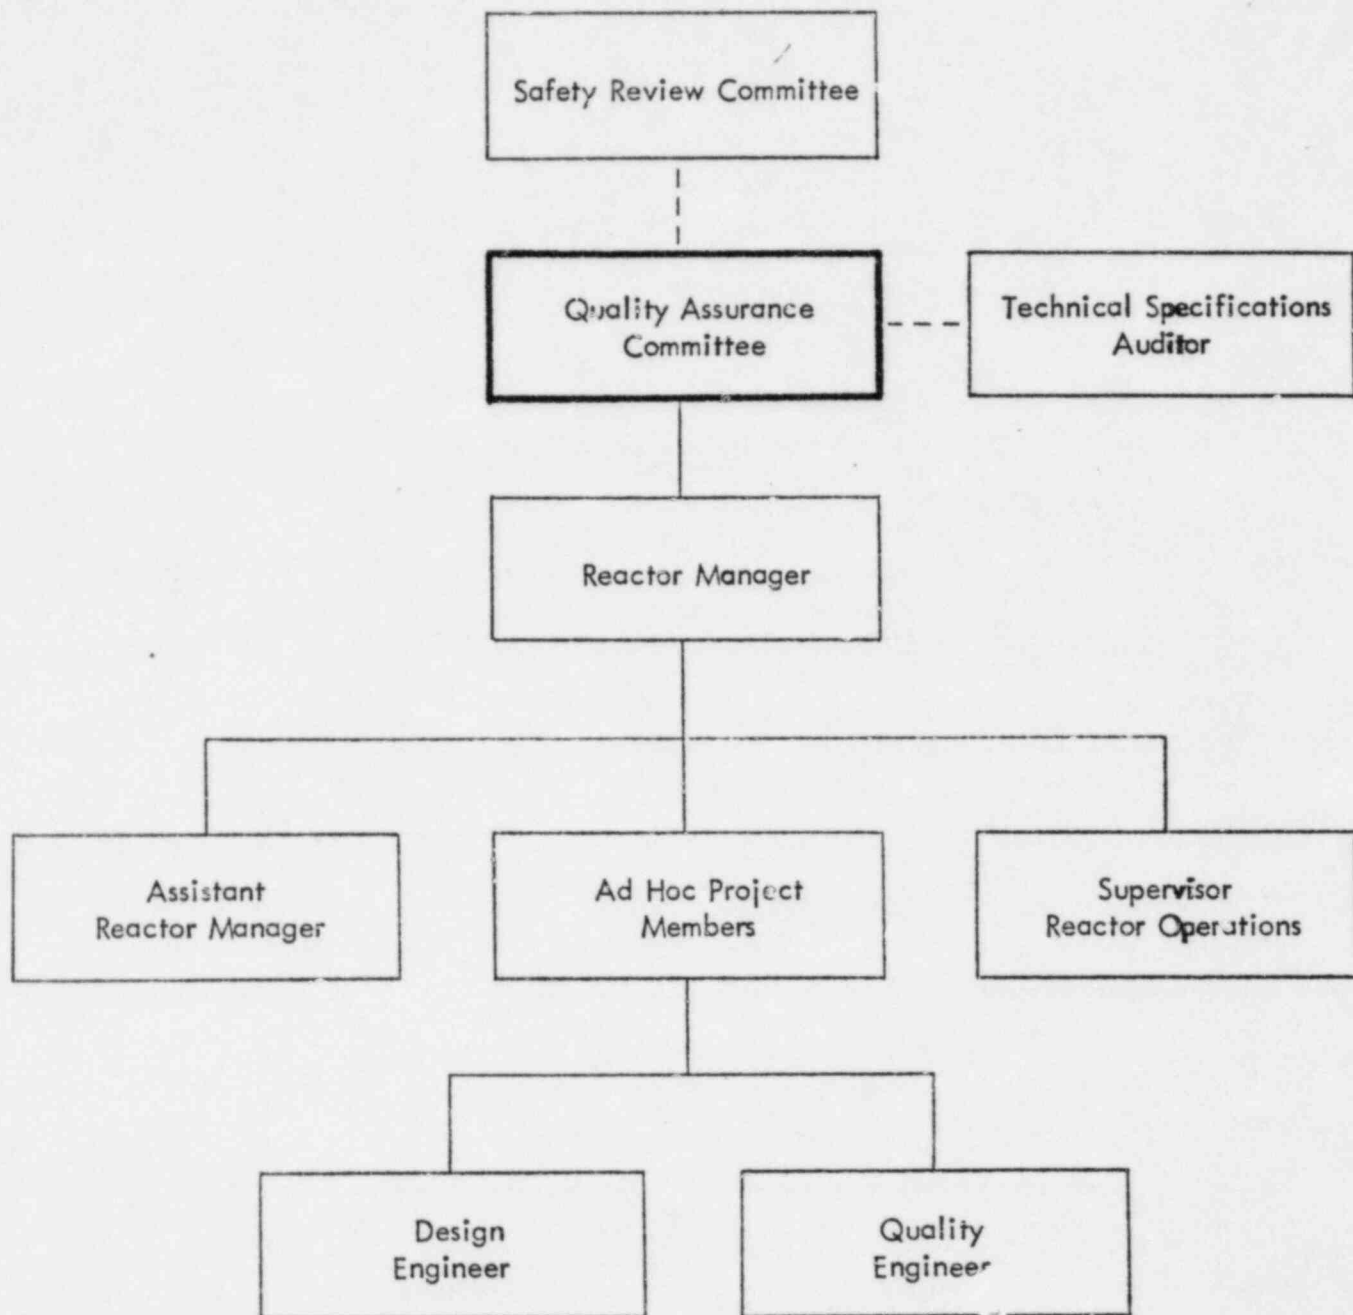 Safety Review Committee
Quality Assurance
Committee
Technical Specifications
Auditor
Reactor Manager
Assistant
Reactor Manager
Ad Hoc Project
Members
Supervisor
Reactor Operations
Design
Engineer
Quality
Engineer